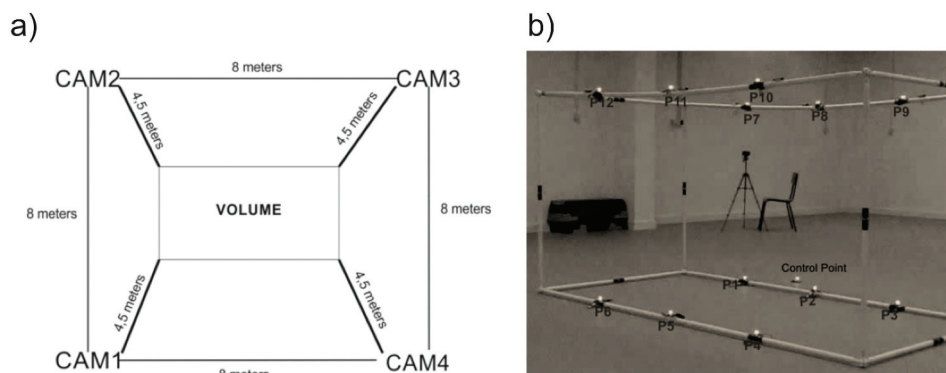 a)
b)
CAM2
8 meters
CAM3
4,5 meters
4,5 meters
8 meters
VOLUME
8 meters
4,5 meters
4,5 meters
CAM1
8 meters
CAM4
P12
P11
P10
P7
P8
P9
Control Point
P1
P2
P3
P6
P5
P4